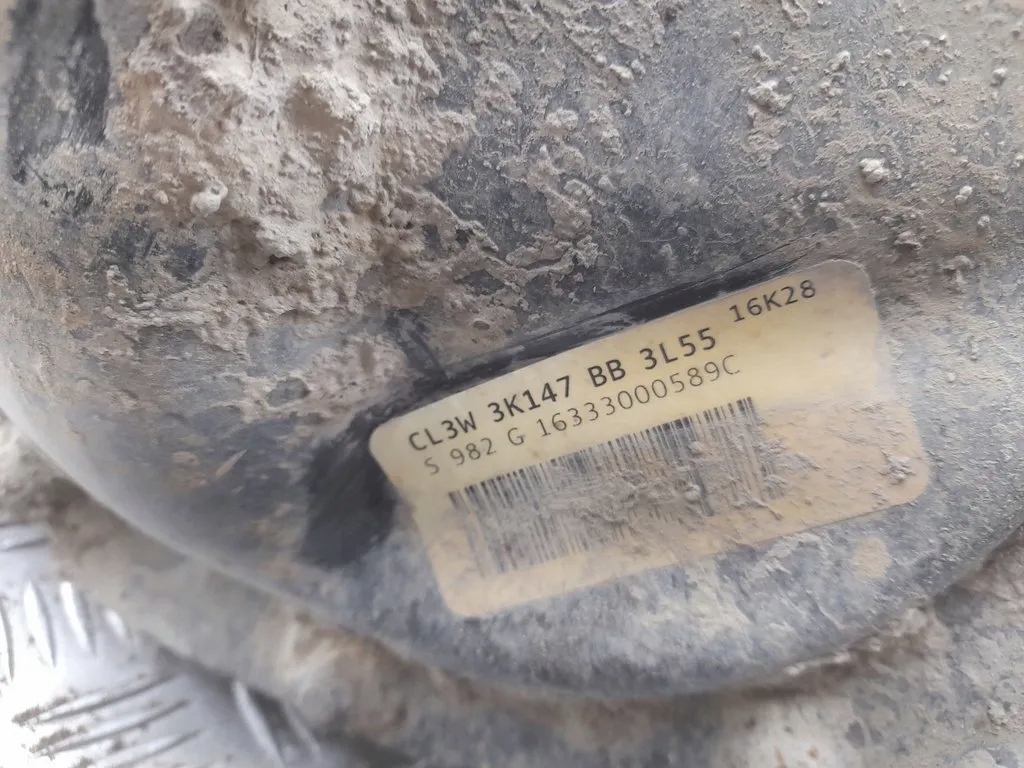 CL3W 3K147 BB 3L55 16K28
S 982 G 16333000589C